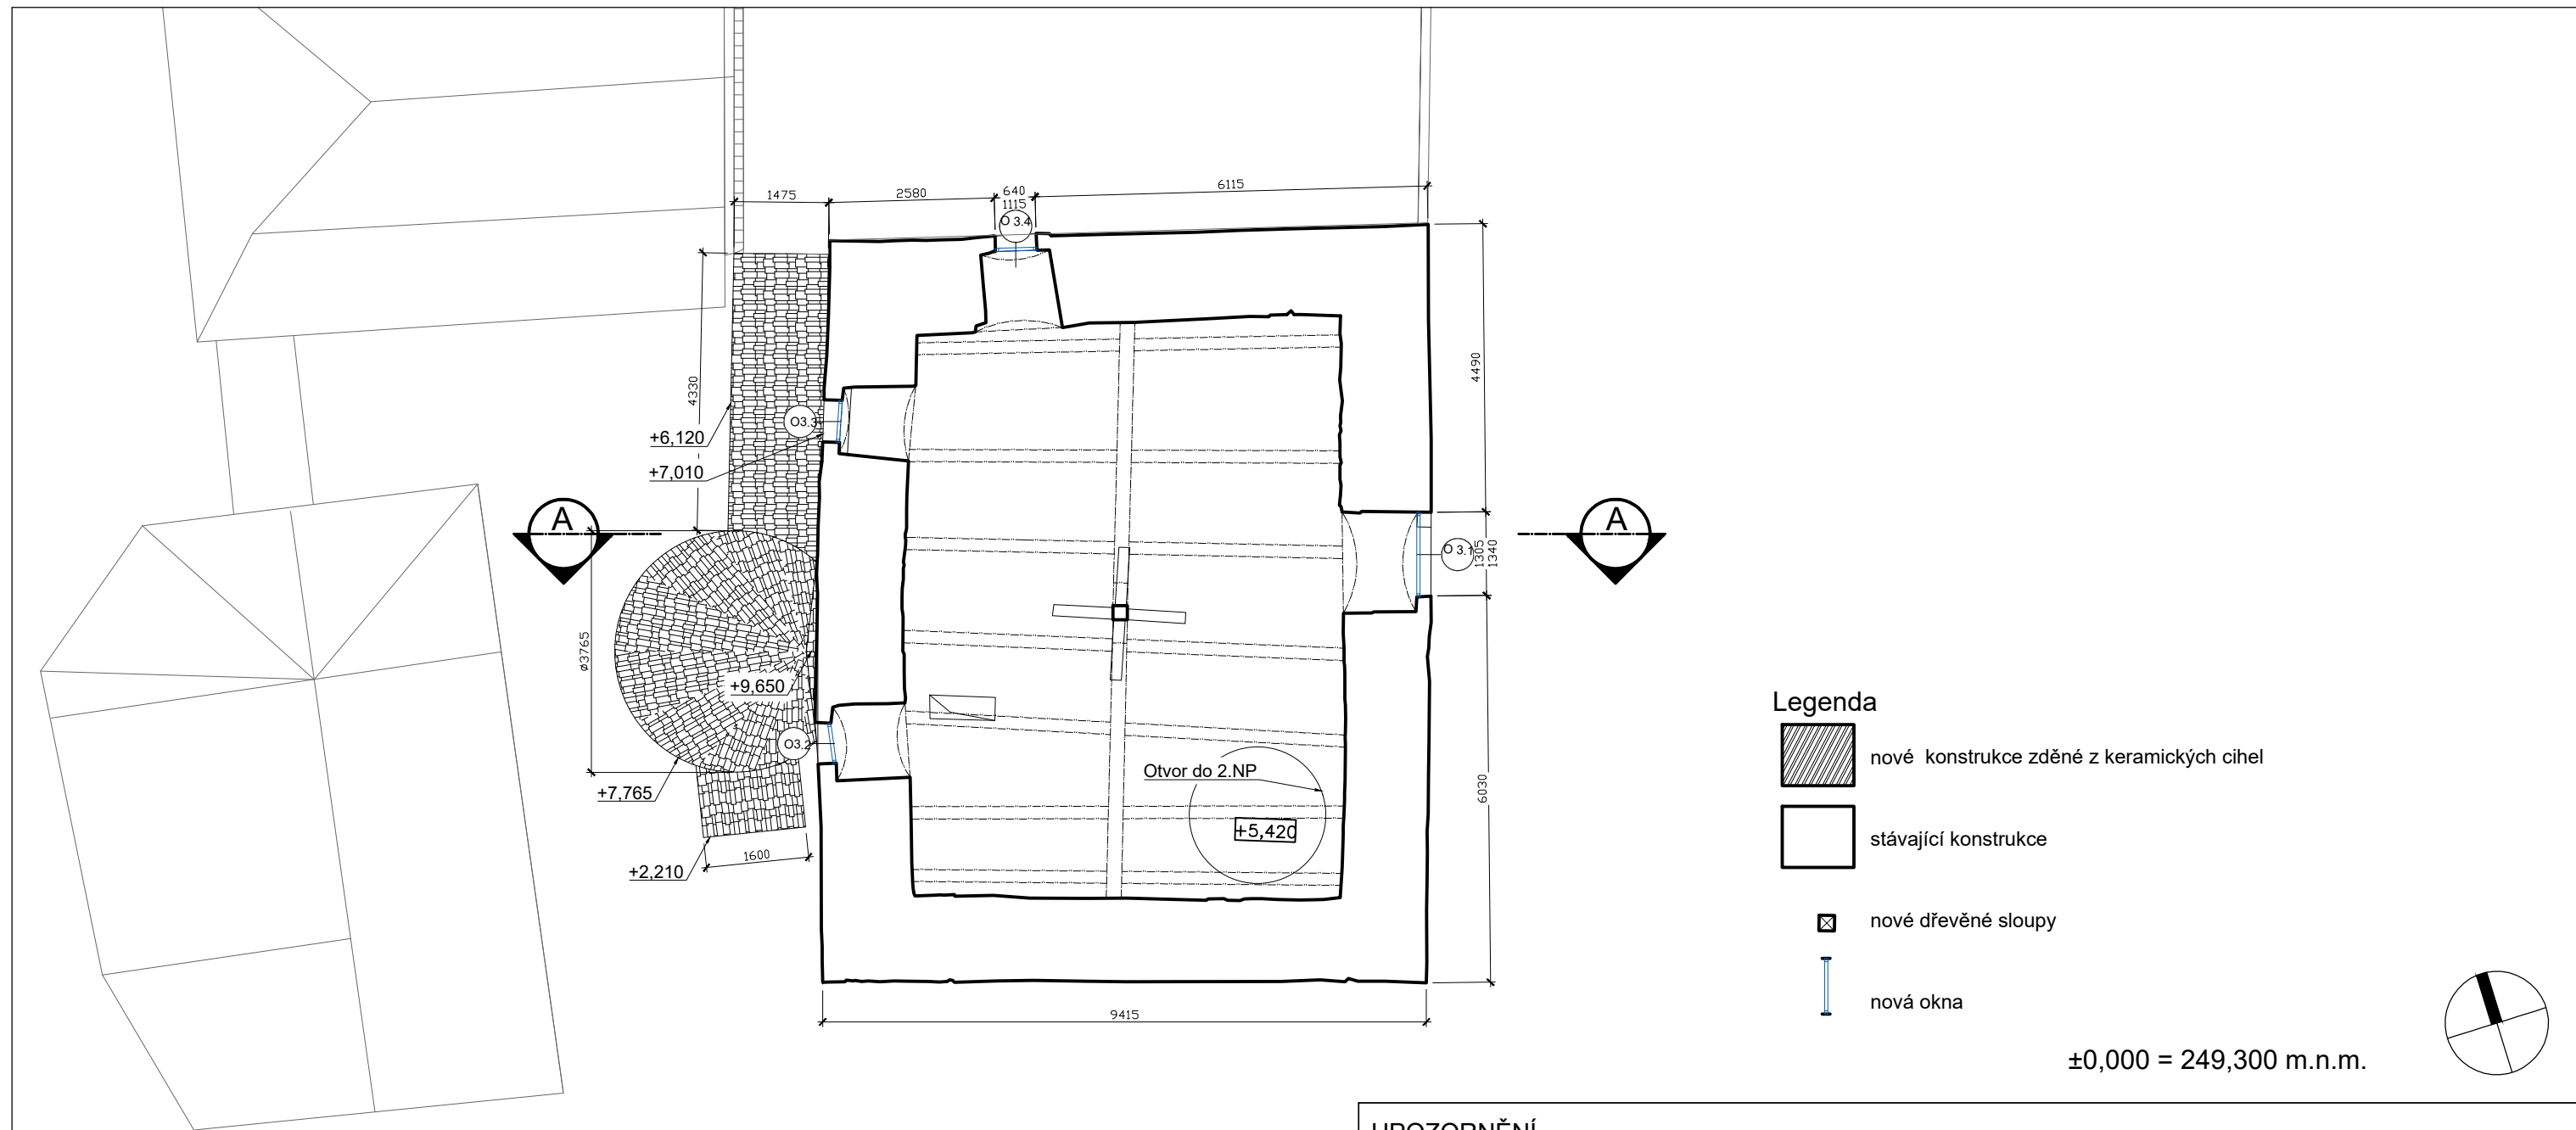 6115
640
1475
2580
1115
O 3.4
4490
4330
O3.3
+6,120
+7,010
A
A
O 3.1
1305
1340
ø3765
+9,650
Legenda
O3.2
nové konstrukce zděné z keramických cihel
Otvor do 2.NP
+7,765
6030
+5,420
stávající konstrukce
1600
+2,210
nové dřevěné sloupy
nová okna
9415
±0,000 = 249,300 m.n.m.
UPOZORNĚNÍ